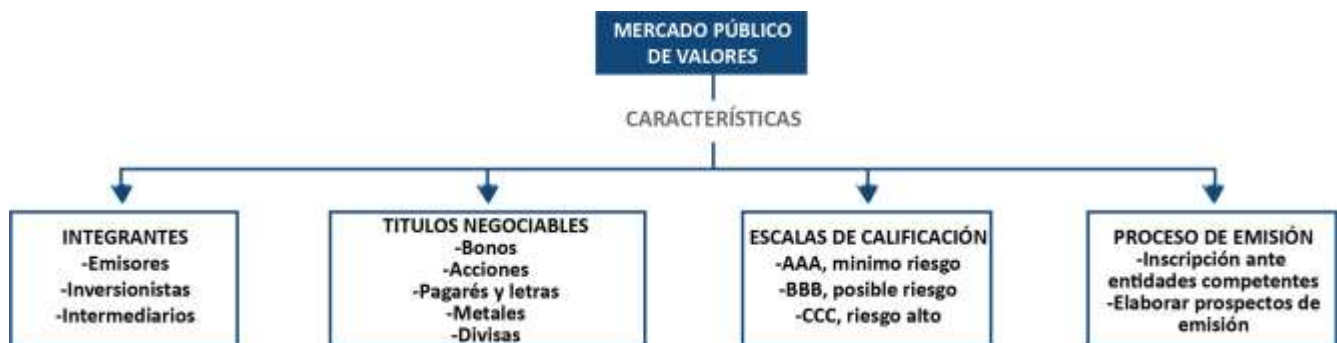 MERCADO PÚBLICO
DE VALORES
CARACTERÍSTICAS
INTEGRANTES
-Emisores
-Inversionistas
-Intermediarios
TITULOS NEGOCIABLES
-Bonos
-Acciones
-Pagarés y letras
-Metales
-Divisas
ESCALAS DE CALIFICACIÓN
-AAA, minimo riesgo
-BBB, posible riesgo
-CCC, riesgo alto
PROCESO DE EMISIÓN
-Inscripción ante
entidades competentes
-Elaborar prospectos de
emisión